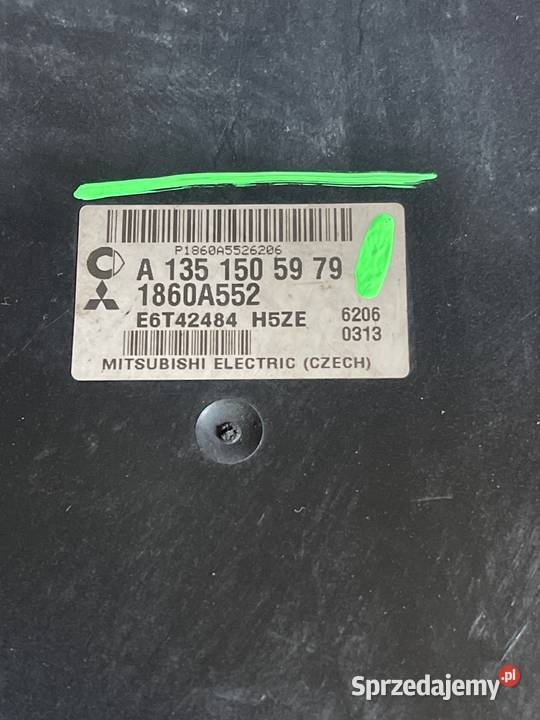 P1860A5526206
A 135 150 59 79
1860A552
E6T42484 H5ZE
6206
0313
MITSUBISHI ELECTRIC (CZECH)
Sprzedajemy.pl